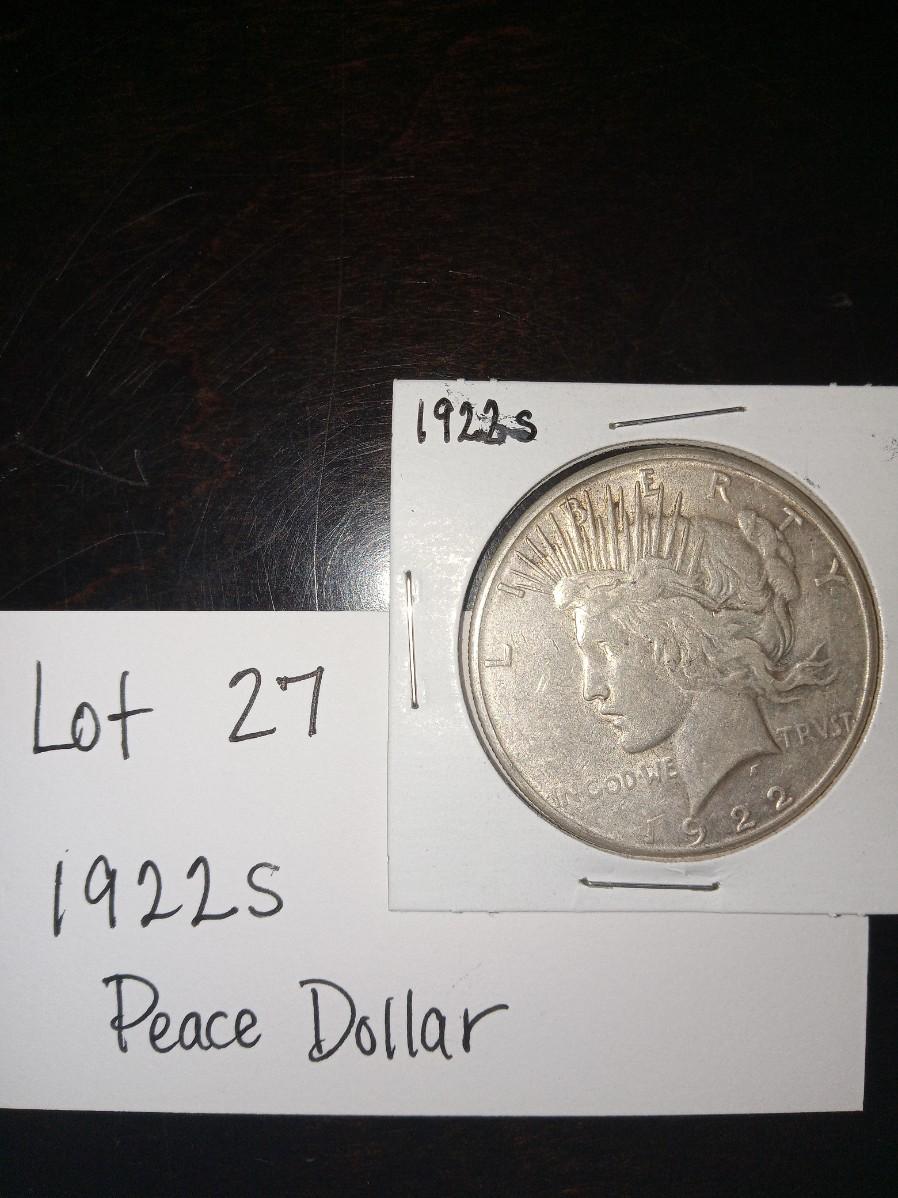 1922s
LIBERTY
IN GOD WE
TRVST
1922
Lot 27
1922s
Peace Dollar